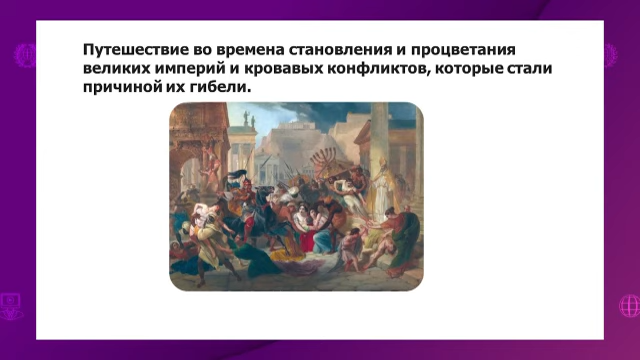 Путешествие во времена становления и процветания
великих империй и кровавых конфликтов, которые стали
причиной их гибели.